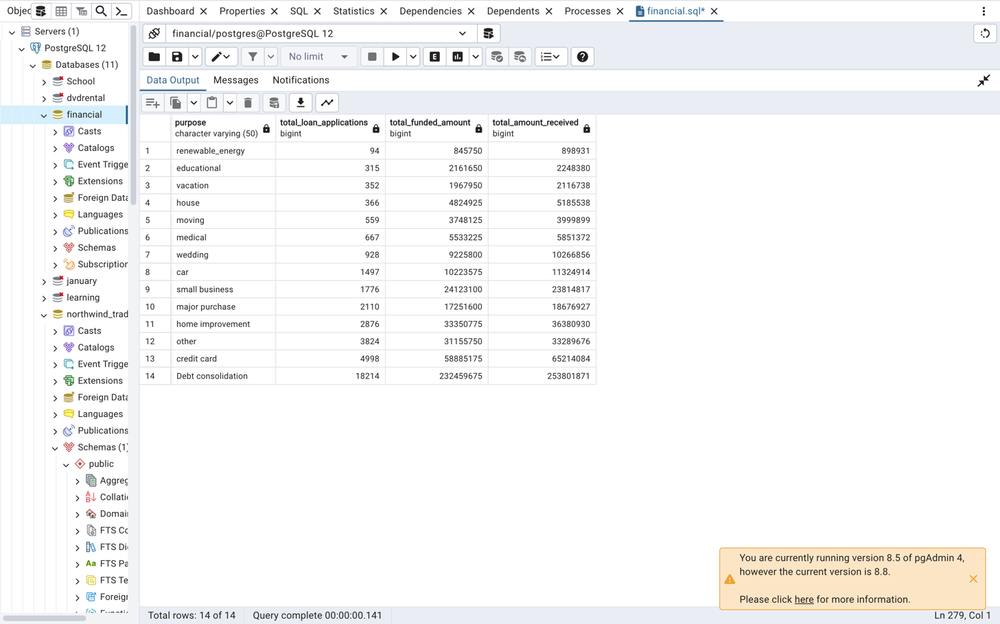 Objec
Dashboard
Properties
SQL
Statistics
Dependencies
Dependents
Processes
financial.sql*
Servers (1)
PostgreSQL 12
Databases (11)
School
dvdrental
financial
Casts
Catalogs
Event Trigge
Extensions
Foreign Data
Languages
Publications
Schemas
Subscription
january
learning
northwind_trad
Casts
Catalogs
Event Trigge
Extensions
Foreign Data
Languages
Publications
Schemas (1)
public
Aggreg
Collatio
Domai
FTS Co
FTS Di
Aa FTS Pa
FTS Te
Foreign
financial/postgres@PostgreSQL 12
No limit
E
Data Output
Messages
Notifications
purpose total_loan_applications total_funded_amount total_amount_received
character varying (50) bigint bigint bigint
1 renewable_energy 94 845750 898931
2 educational 315 2161650 2248380
3 vacation 352 1967950 2116738
4 house 366 4824925 5185538
5 moving 559 3748125 3999899
6 medical 667 5533225 5851372
7 wedding 928 9225800 10266856
8 car 1497 10223575 11324914
9 small business 1776 24123100 23814817
10 major purchase 2110 17251600 18676927
11 home improvement 2876 33350775 36380930
12 other 3824 31155750 33289676
13 credit card 4998 58885175 65214084
14 Debt consolidation 18214 232459675 253801871
You are currently running version 8.5 of pgAdmin 4,
however the current version is 8.8.
Please click here for more information.
Total rows: 14 of 14
Query complete 00:00:00.141
Ln 279, Col 1